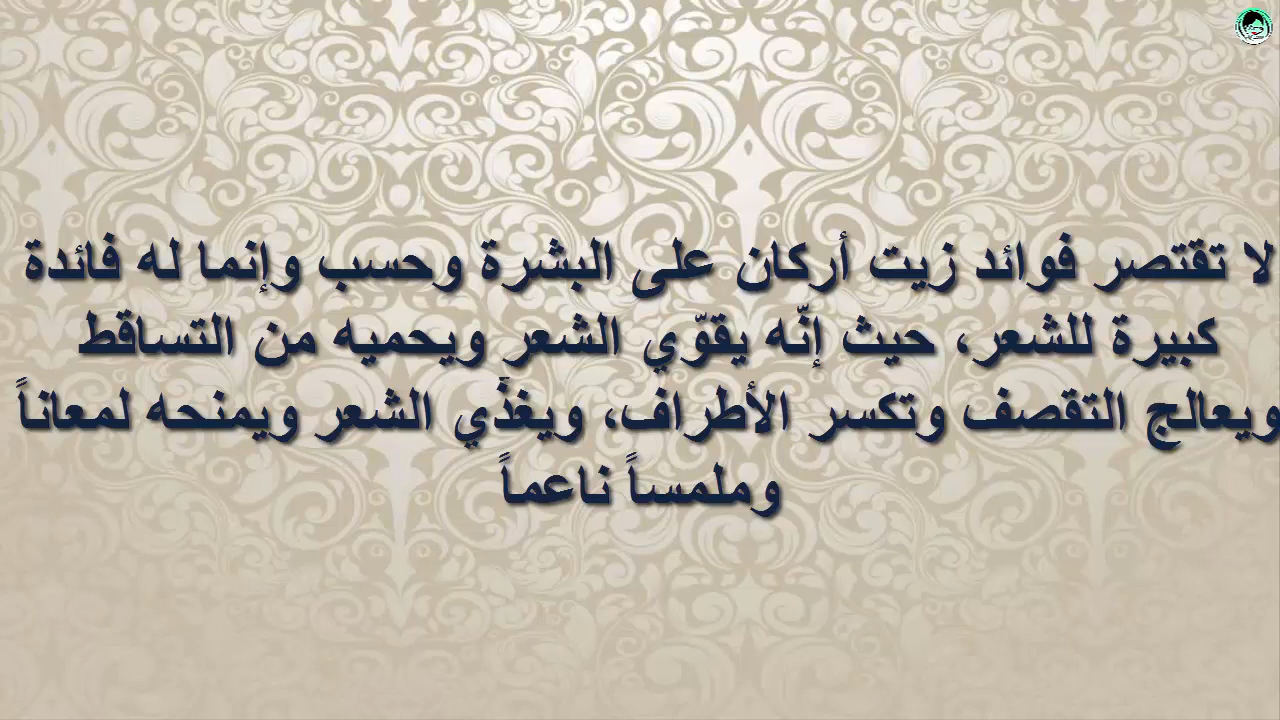 لا تقتصر فوائد زيت أركان على البشرة وحسب وإنما له فائدة
كبيرة للشعر، حيث إنّه يقوّي الشعر ويحميه من التساقط
ويعالج التقصف وتكسر الأطراف، ويغذّي الشعر ويمنحه لمعاناً
وملمساً ناعماً